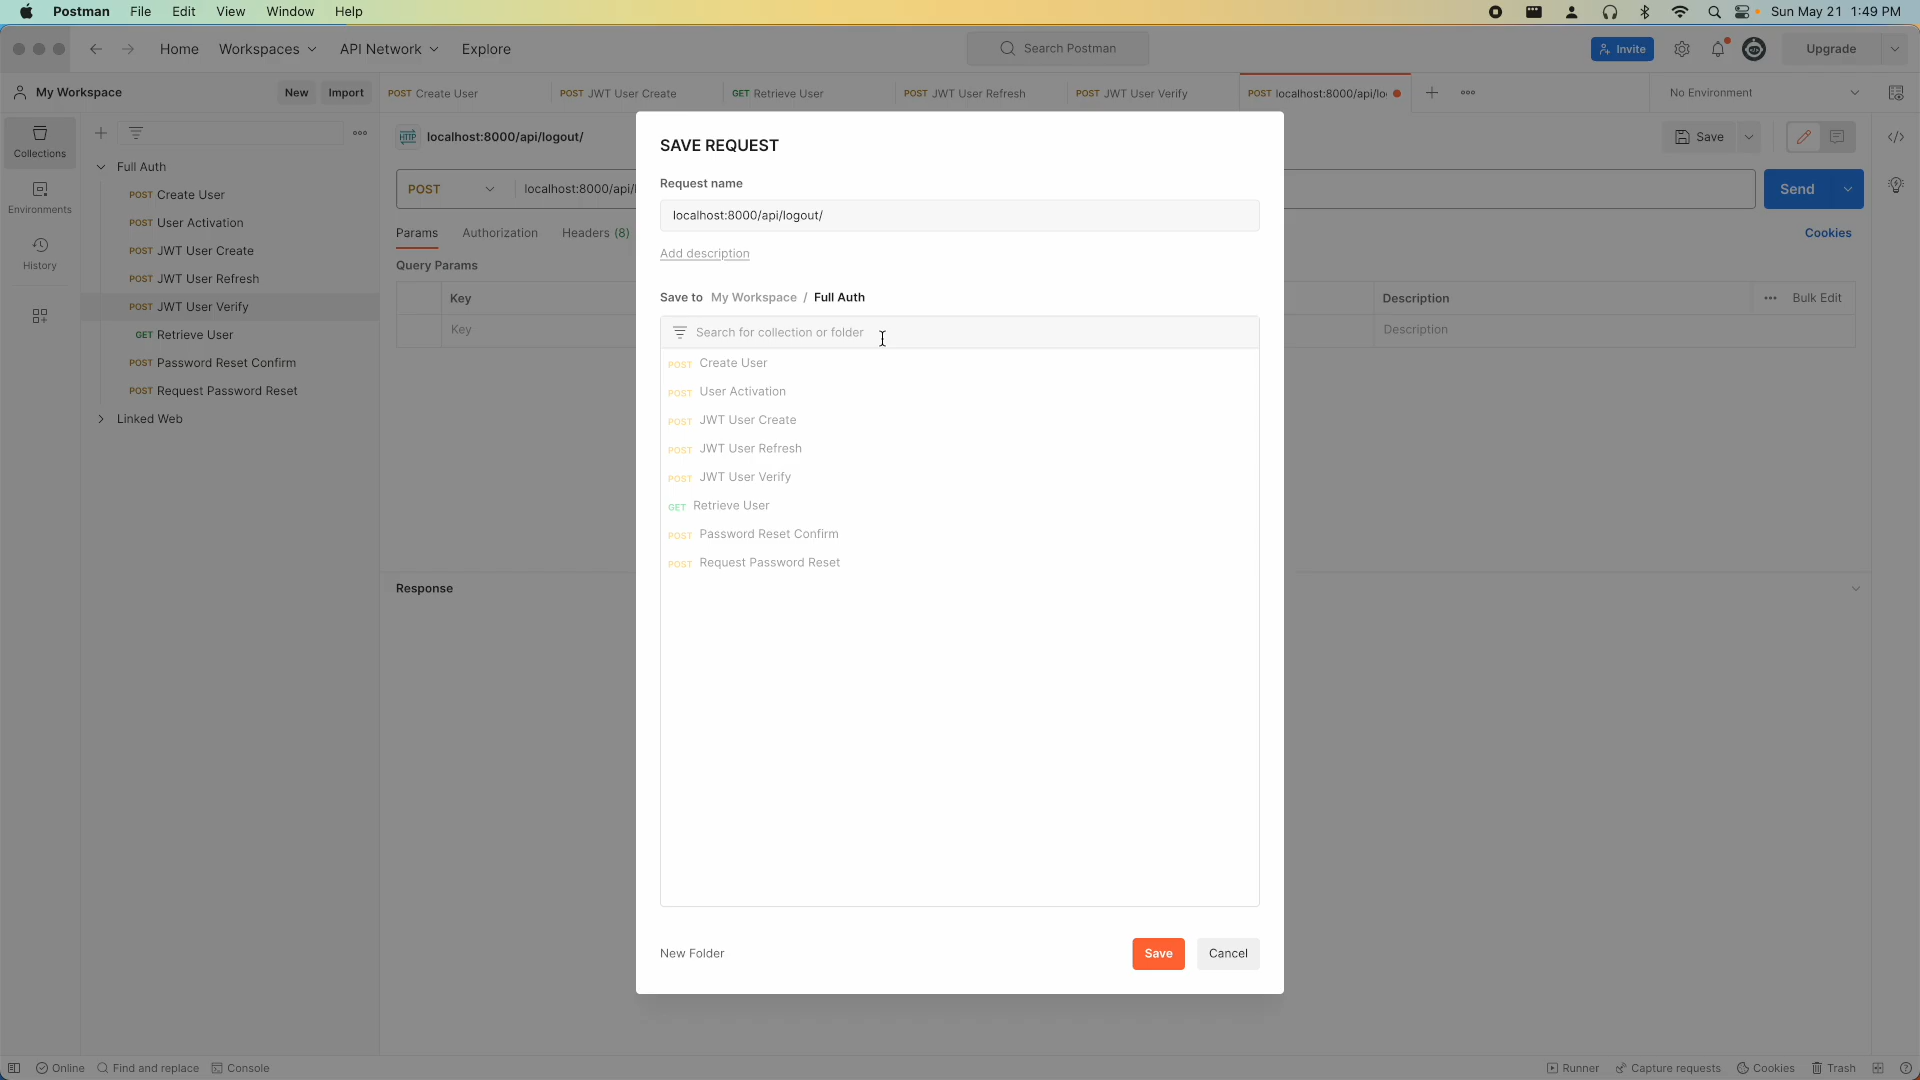 Postman File Edit View Window Help
Sun May 21 1:49 PM
Home Workspaces API Network Explore
Search Postman
Invite
Upgrade
My Workspace
New Import
POST Create User
POST JWT User Create
GET Retrieve User
POST JWT User Refresh
POST JWT User Verify
POST localhost:8000/api/lo
No Environment
Collections
Environments
History
Full Auth
POST Create User
POST User Activation
POST JWT User Create
POST JWT User Refresh
POST JWT User Verify
GET Retrieve User
POST Password Reset Confirm
POST Request Password Reset
Linked Web
HTTP localhost:8000/api/logout/
Save
POST
localhost:8000/api/l
Send
Params Authorization Headers (8)
Cookies
Query Params
Key
Description
Bulk Edit
Key
Description
Response
SAVE REQUEST
Request name
localhost:8000/api/logout/
Add description
Save to My Workspace / Full Auth
Search for collection or folder
POST Create User
POST User Activation
POST JWT User Create
POST JWT User Refresh
POST JWT User Verify
GET Retrieve User
POST Password Reset Confirm
POST Request Password Reset
New Folder
Save
Cancel
Online Find and replace Console
Runner Capture requests Cookies Trash